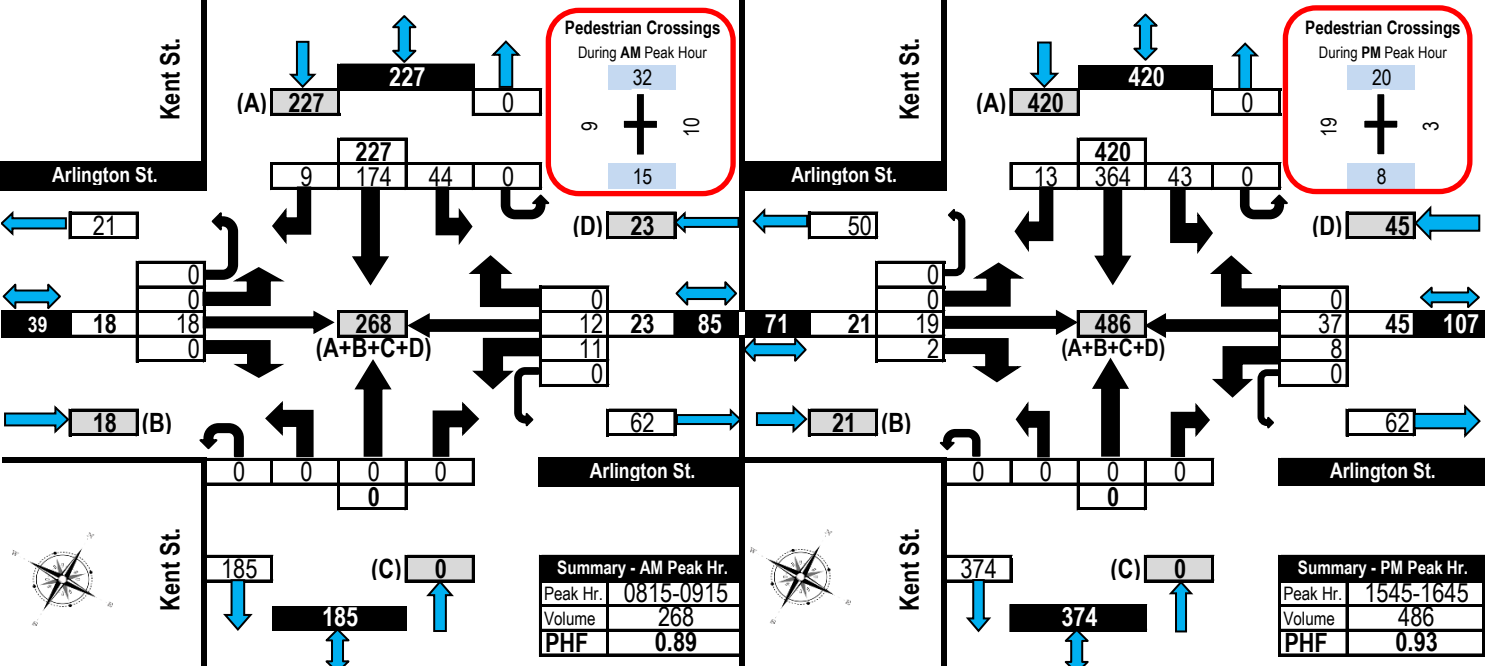 Kent St.
Pedestrian Crossings
During AM Peak Hour
32
9
10
15
227
(A) 227
0
227
9 174 44 0
Arlington St.
21
(D) 23
0
0
39 18 18
0
268
(A+B+C+D)
0
12 23 85
11
0
18 (B)
62
0 0 0 0
0
Arlington St.
Kent St.
185
(C) 0
185
Summary - AM Peak Hr.
Peak Hr. 0815-0915
Volume 268
PHF 0.89
Kent St.
Pedestrian Crossings
During PM Peak Hour
20
19
3
8
420
(A) 420
0
420
13 364 43 0
Arlington St.
50
(D) 45
0
0
71 21 19
2
486
(A+B+C+D)
0
37 45 107
8
0
21 (B)
62
0 0 0 0
0
Arlington St.
Kent St.
374
(C) 0
374
Summary - PM Peak Hr.
Peak Hr. 1545-1645
Volume 486
PHF 0.93